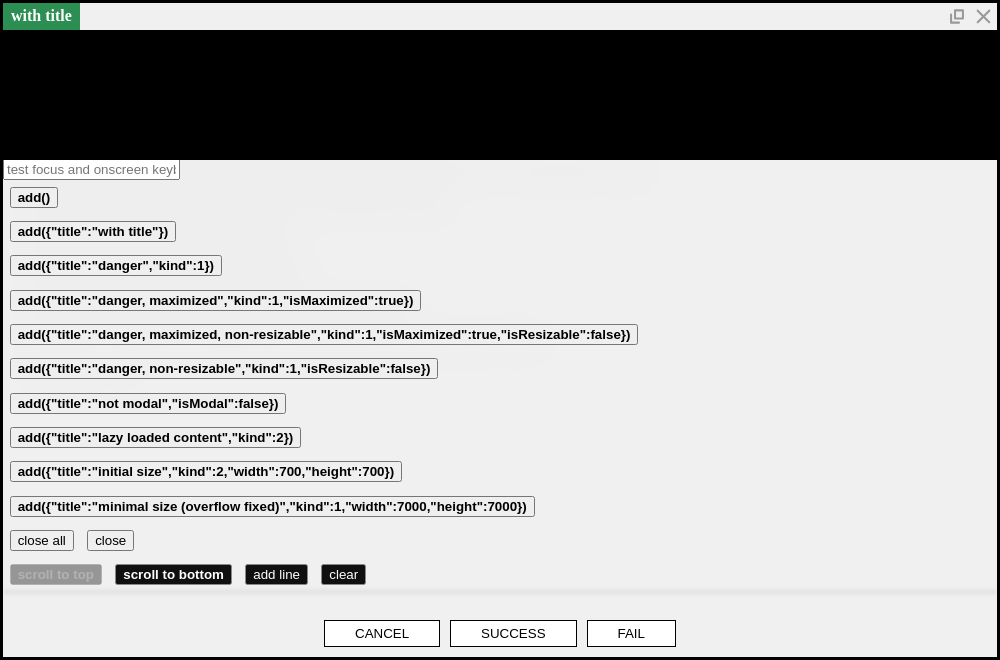 with title
test focus and onscreen keyb
add()
add({"title":"with title"})
add({"title":"danger","kind":1})
add({"title":"danger, maximized","kind":1,"isMaximized":true})
add({"title":"danger, maximized, non-resizable","kind":1,"isMaximized":true,"isResizable":false})
add({"title":"danger, non-resizable","kind":1,"isResizable":false})
add({"title":"not modal","isModal":false})
add({"title":"lazy loaded content","kind":2})
add({"title":"initial size","kind":2,"width":700,"height":700})
add({"title":"minimal size (overflow fixed)","kind":1,"width":7000,"height":7000})
close all close
scroll to top scroll to bottom add line clear
CANCEL SUCCESS FAIL